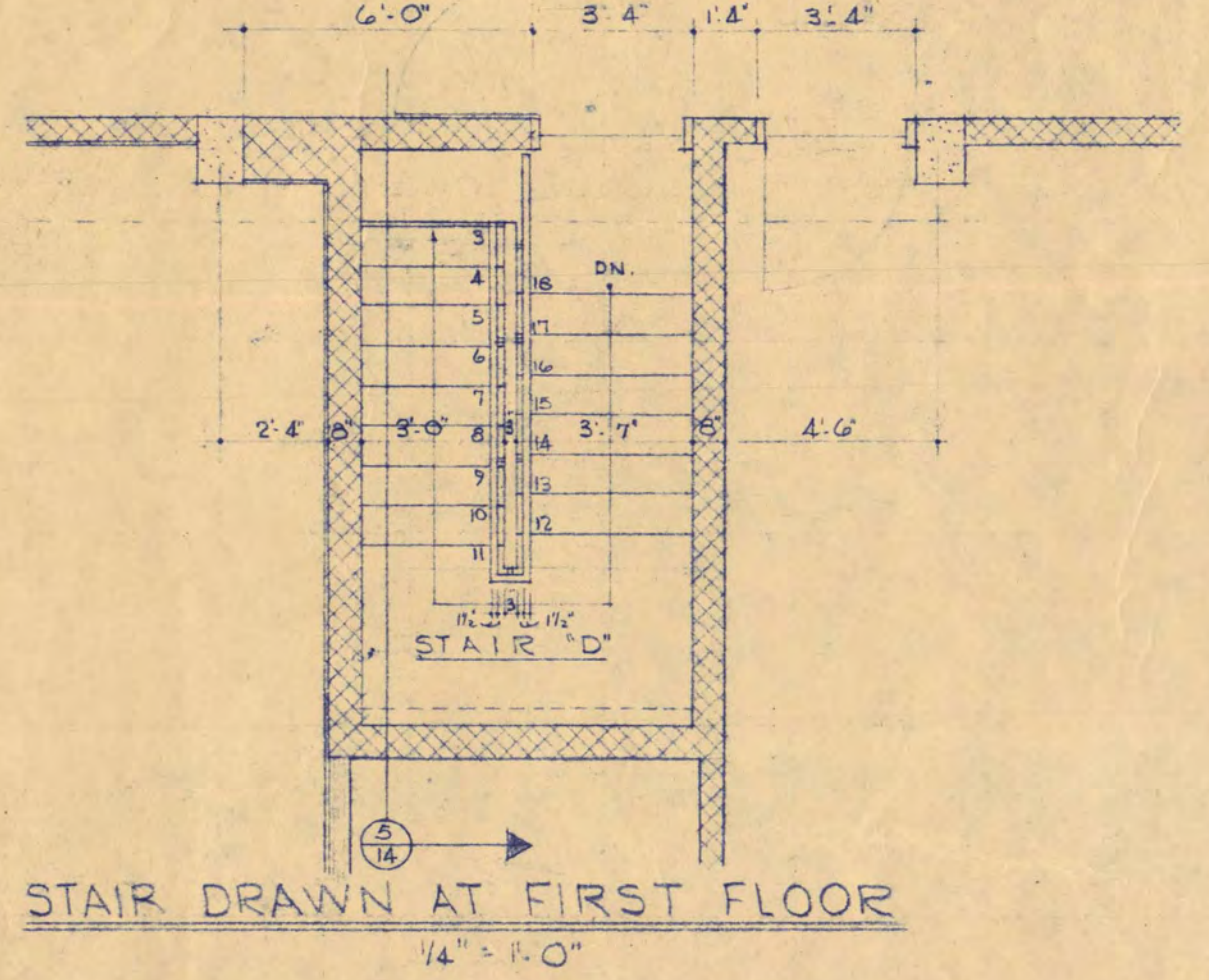 6'-0" 3'-4" 1'-4" 3'-4"
DN.
3
4
5
6
7
8
9
10
11
18
17
16
15
14
13
12
2'-4" 8" 3'-0" 3" 3'-7" 8" 4'-6"
1½" 3 1½"
STAIR "D"
5
14
STAIR DRAWN AT FIRST FLOOR
1/4" = 1'-0"